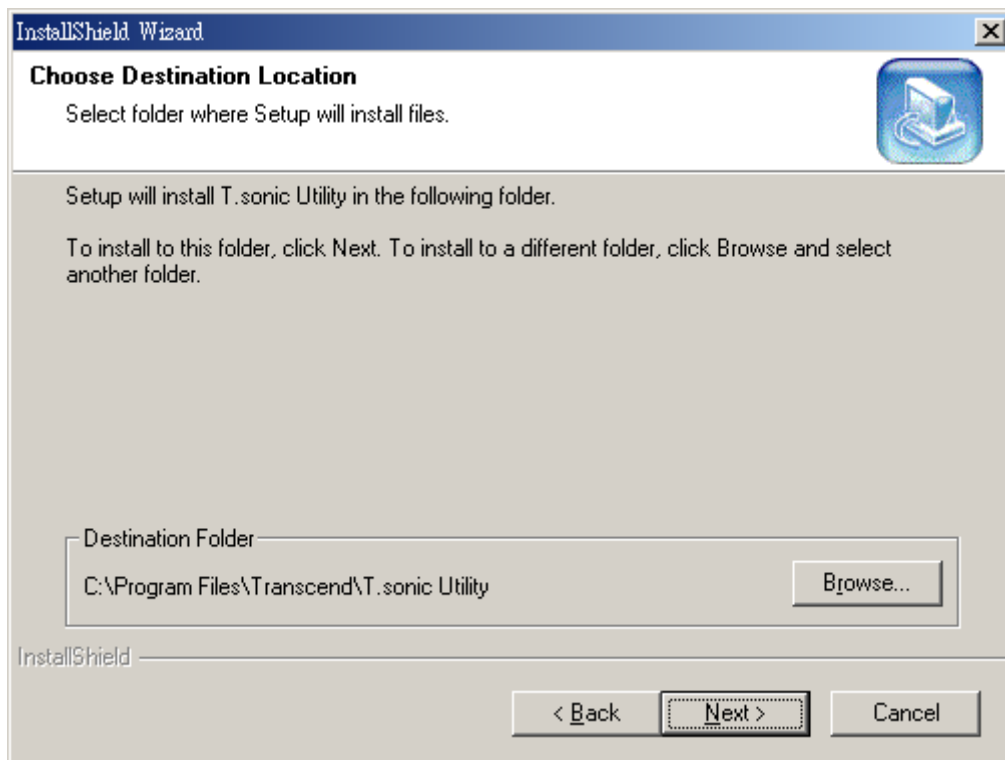 InstallShield Wizard
Choose Destination Location
Select folder where Setup will install files.
Setup will install T.sonic Utility in the following folder.
To install to this folder, click Next. To install to a different folder, click Browse and select
another folder.
Destination Folder
C:\Program Files\Transcend\T.sonic Utility
Browse...
InstallShield
< Back
Next >
Cancel